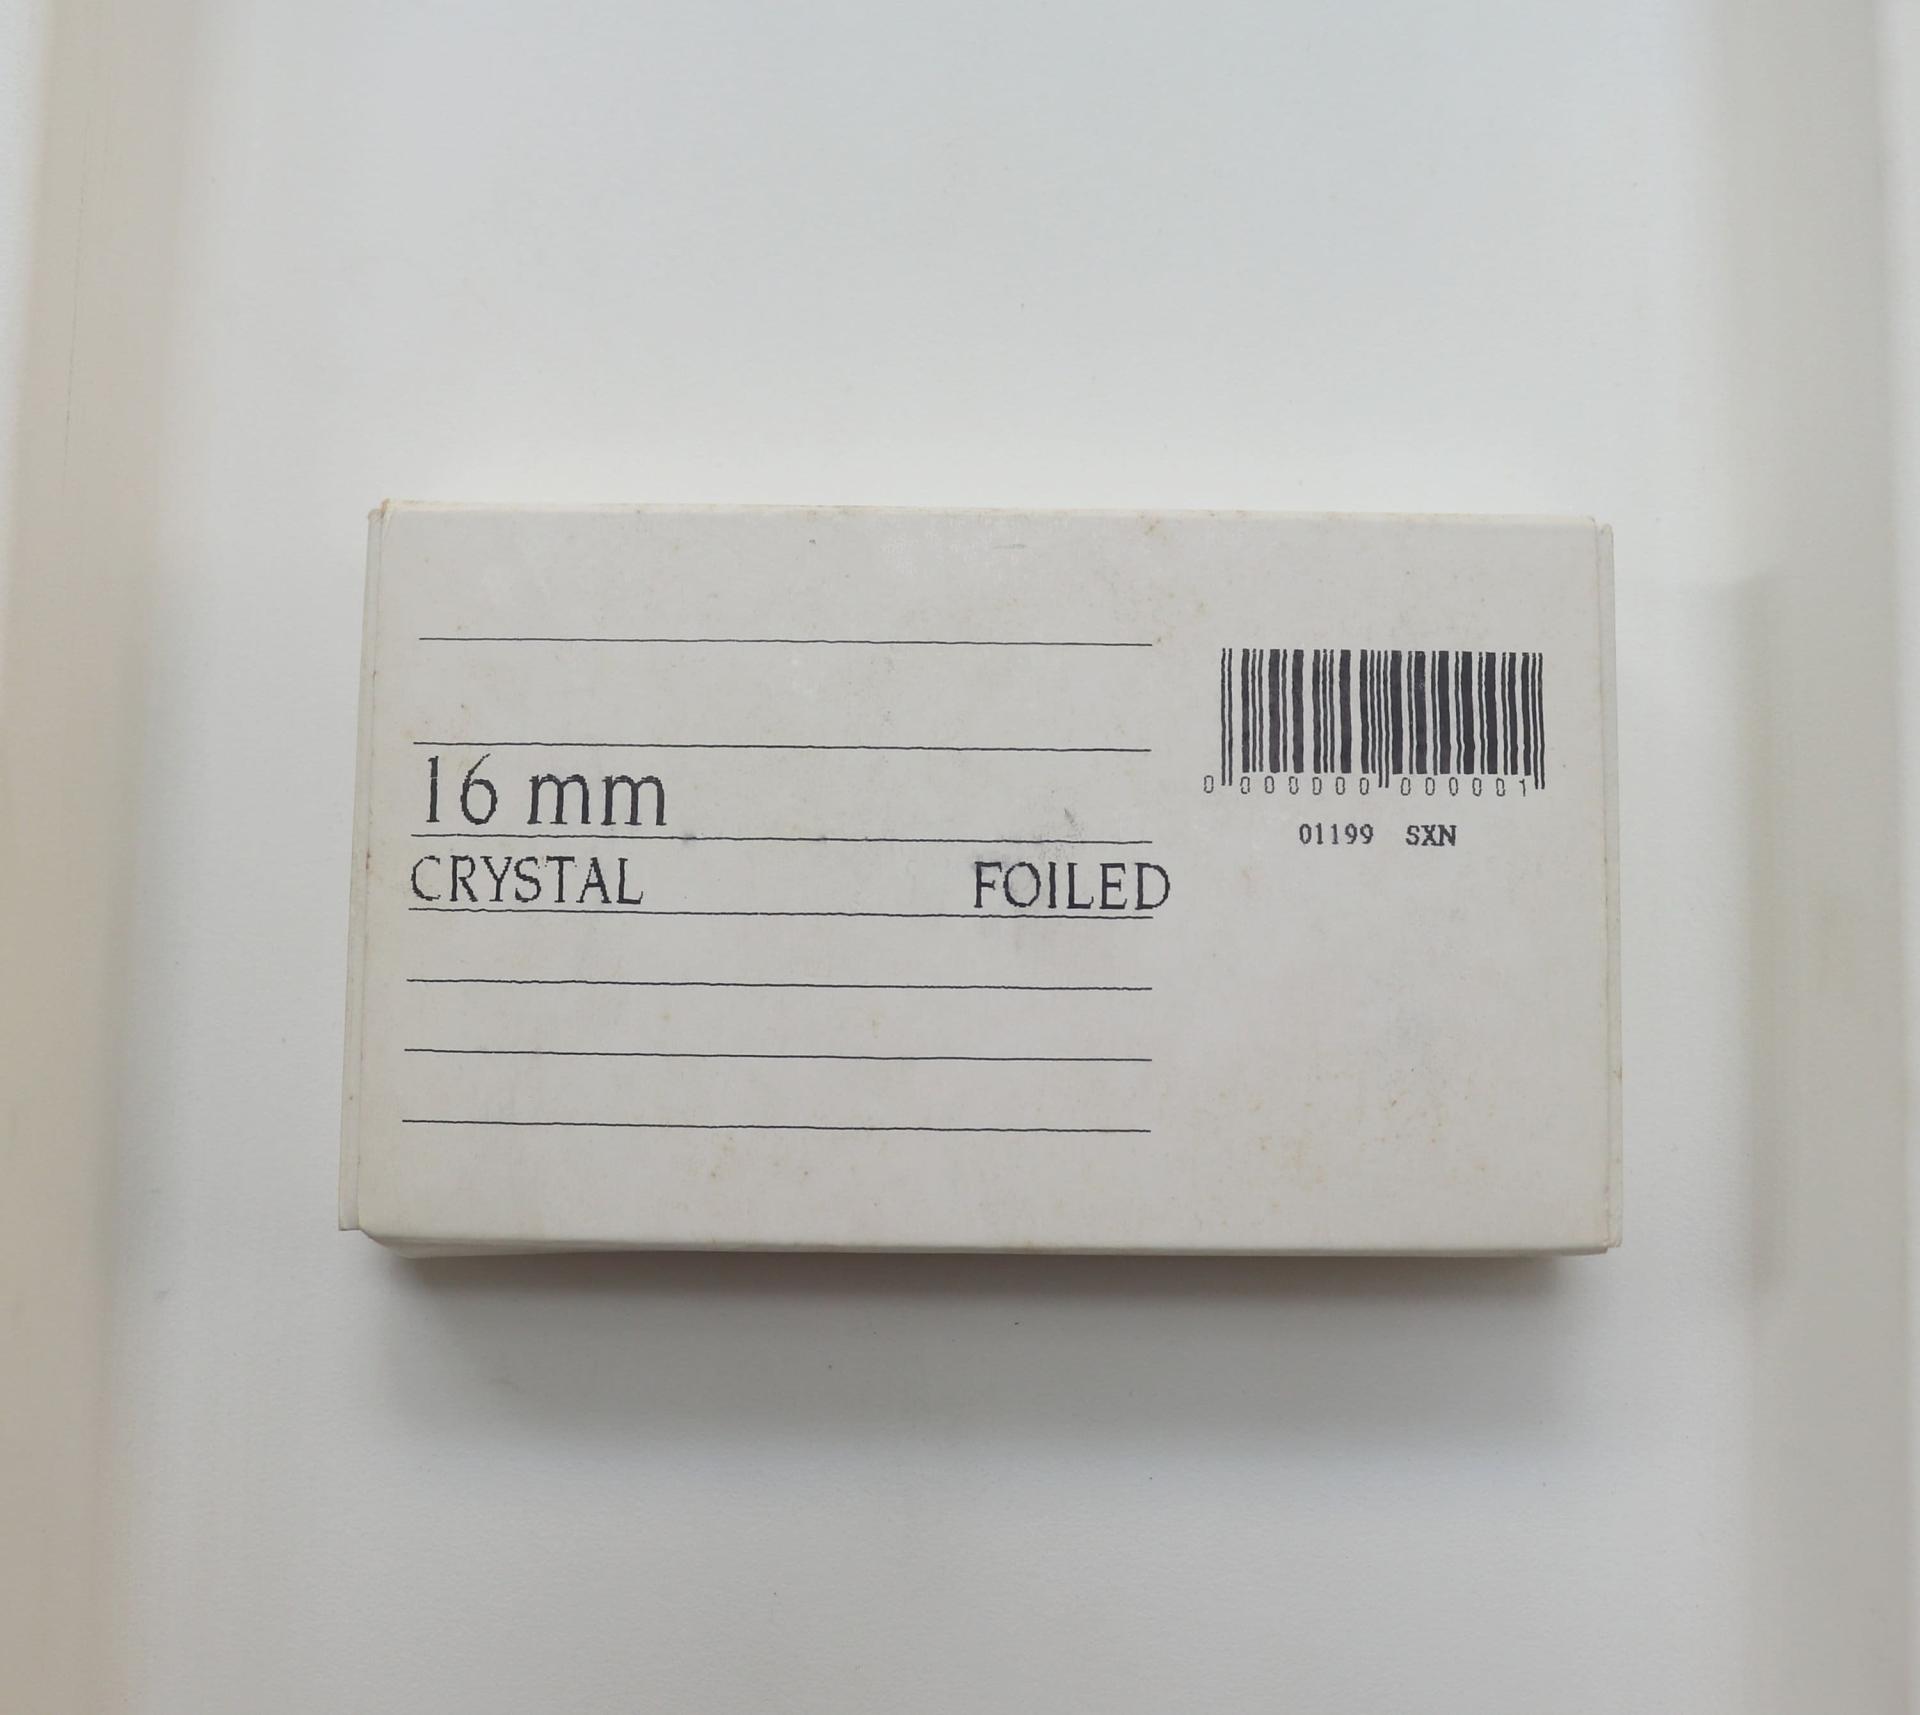 16 mm
CRYSTAL FOILED
0 000000 000001
01199 SXN